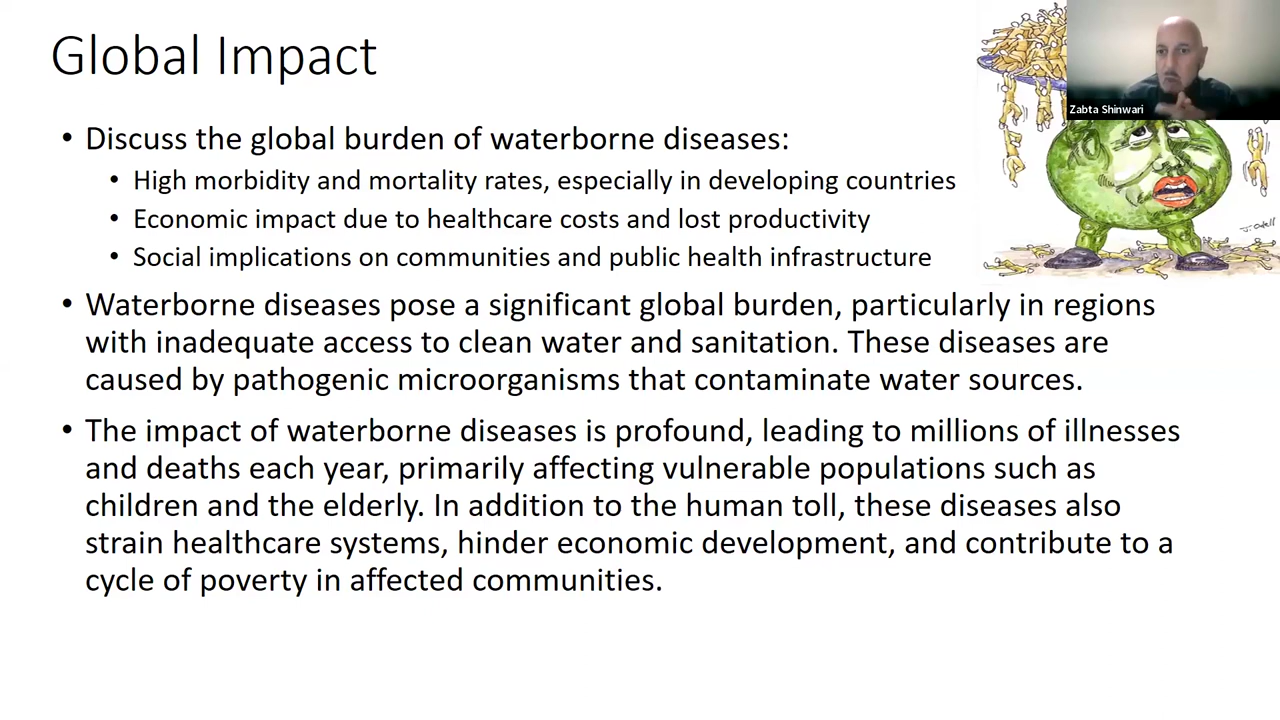 Global Impact
Zabta Shinwari
• Discuss the global burden of waterborne diseases:
• High morbidity and mortality rates, especially in developing countries
• Economic impact due to healthcare costs and lost productivity
• Social implications on communities and public health infrastructure
• Waterborne diseases pose a significant global burden, particularly in regions
with inadequate access to clean water and sanitation. These diseases are
caused by pathogenic microorganisms that contaminate water sources.
• The impact of waterborne diseases is profound, leading to millions of illnesses
and deaths each year, primarily affecting vulnerable populations such as
children and the elderly. In addition to the human toll, these diseases also
strain healthcare systems, hinder economic development, and contribute to a
cycle of poverty in affected communities.